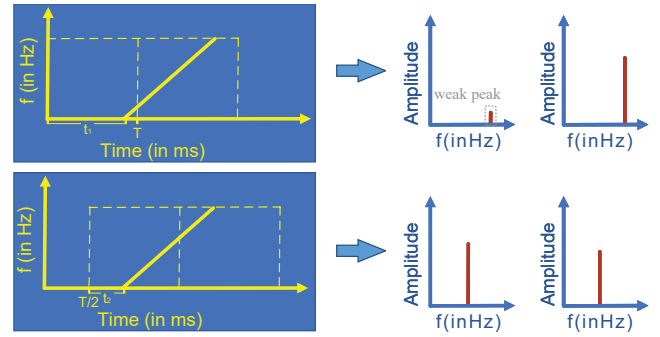 f (in Hz)
t₁
T
Time (in ms)
Amplitude
weak peak
f(inHz)
Amplitude
f(inHz)
f (in Hz)
T/2
t₂
Time (in ms)
Amplitude
f(inHz)
Amplitude
f(inHz)